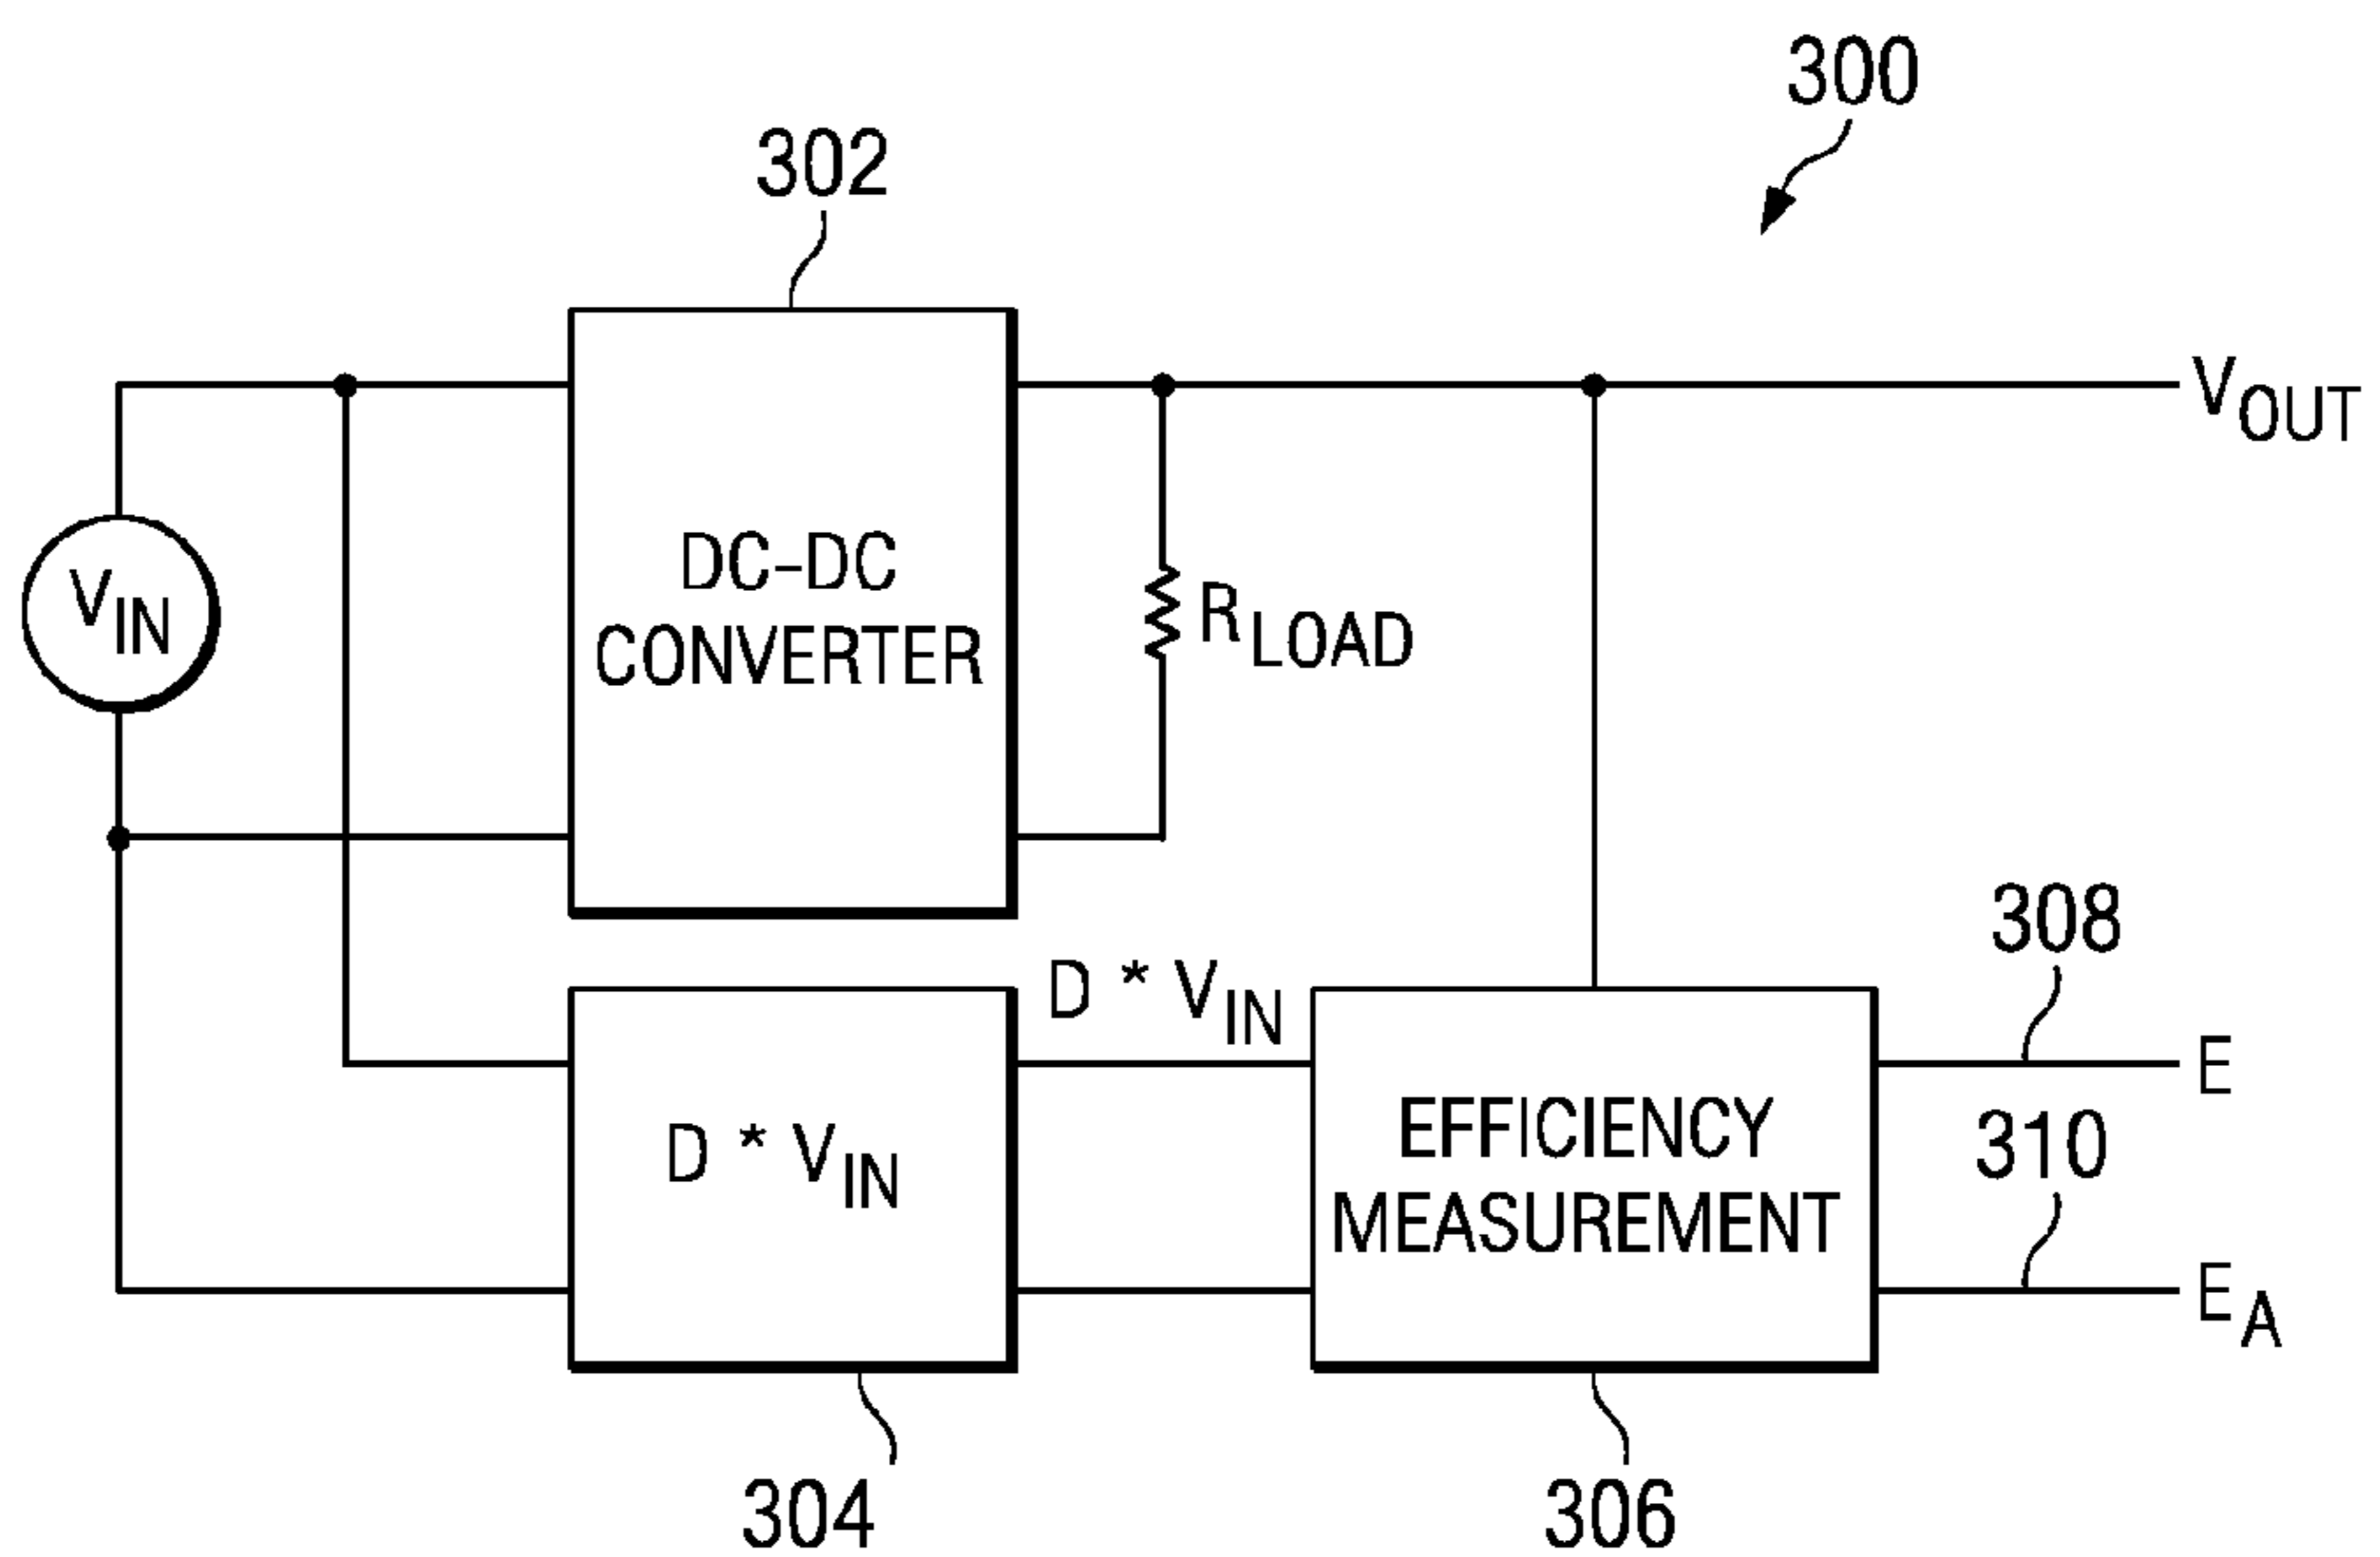 300
302
VOUT
VIN
DC-DC
CONVERTER
RLOAD
308
D * VIN
E
D * VIN
EFFICIENCY
MEASUREMENT
310
EA
304
306